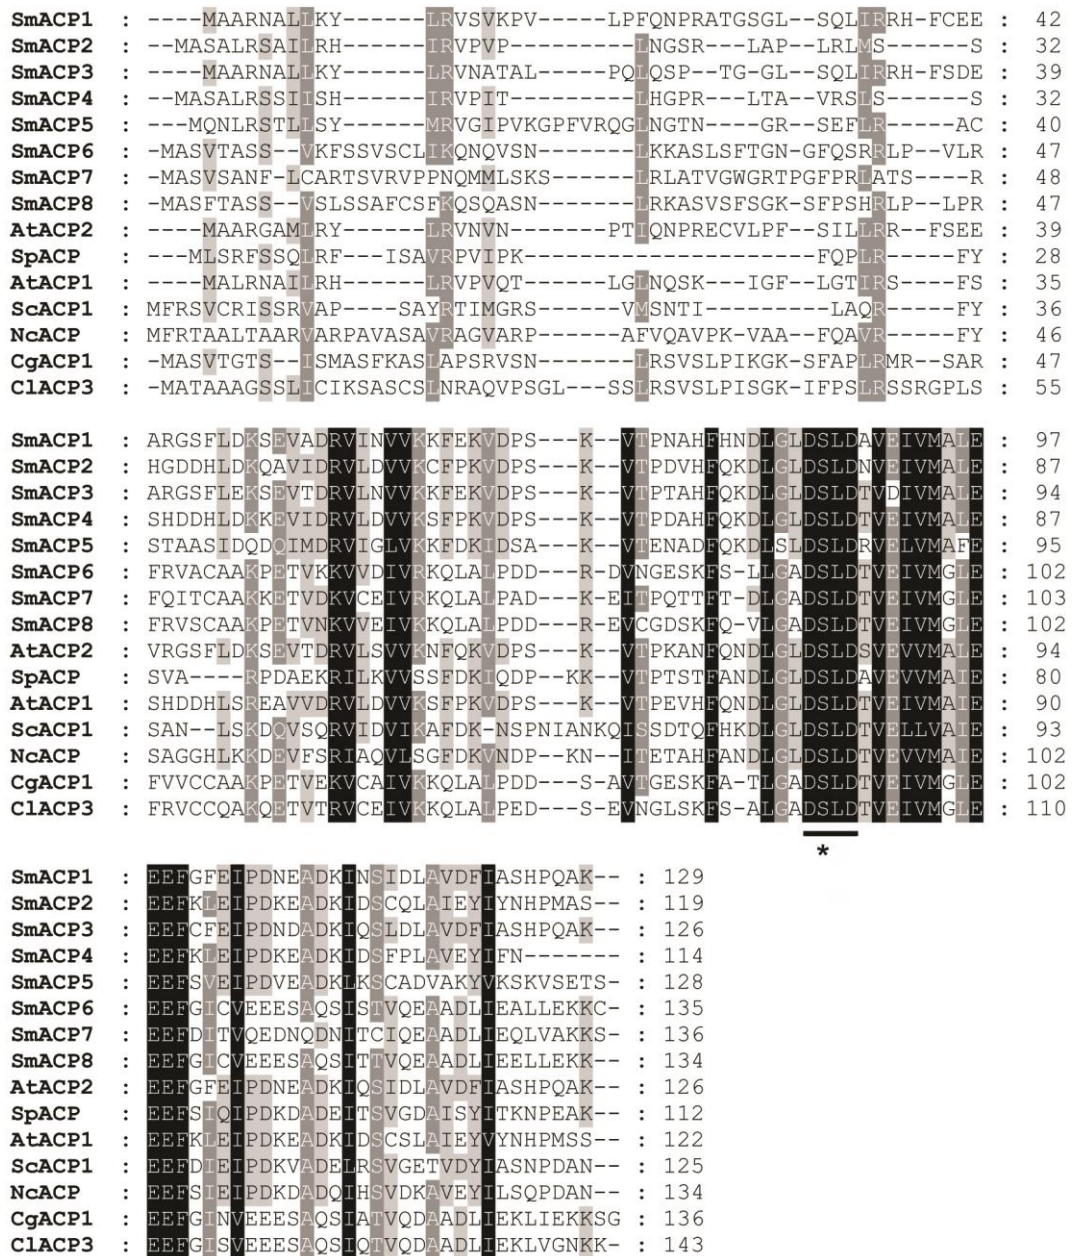 SmACP1 : ----MAARNALLKY------LRVSVKPV-----LPFQNPRATGSGL--SQLIRRH-FCEE : 42
SmACP2 : --MASALRSAILRH------IRVPVP---------LNGSR---LAP--LRLMS------S : 32
SmACP3 : ----MAARNALLKY------LRVNATAL-----PQLQSP--TG-GL--SQLIRRH-FSDE : 39
SmACP4 : --MASALRSSIISH------IRVPIT---------LHGPR---LTA--VRSLS------S : 32
SmACP5 : ---MQNLRSTLLSY------MRVGIPVKGPFVRQGLNGTN----GR--SEFLR-----AC : 40
SmACP6 : -MASVTASS--VKFSSVSCLIKQNQVSN-------LKKASLSFTGN-GFQSRRLP--VLR : 47
SmACP7 : -MASVSANF-LCARTSVRVPPNQMMLSKS------LRLATVGWGRTPGFPRLATS----R : 48
SmACP8 : -MASFTASS--VSLSSAFCSFKQSQASN-------LRKASVSFSGK-SFPSHRLP--LPR : 47
AtACP2 : ----MAARGAMLRY------LRVNVN-------PTIQNPRECVLPF--SILLRR--FSEE : 39
SpACP : ---MLSRFSSQLRF---ISAVRPVIPK---------------------FQPLR-----FY : 28
AtACP1 : ----MALRNAILRH------LRVPVQT------LGLNQSK---IGF--LGTIRS----FS : 35
ScACP1 : MFRSVCRISSRVAP----SAYRTIMGRS------VMSNTI-------LAQR------FY : 36
NcACP : MFRTAALTAARVARPAVASAVRAGVARP------AFVQAVPK-VAA--FQAVR-----FY : 46
CgACP1 : -MASVTGTS--ISMASFKASLAPSRVSN-------LRSVSLPIKGK-SFAPLRMR--SAR : 47
ClACP3 : -MATAAAGSSLICIKSASCSLNRAQVPSGL---SSLRSVSLPISGK-IFPSLRSSRGPLS : 55
SmACP1 : ARGSFLDKSEVADRVINVVKKFEKVDPS---K--VTPNAHFHNDLGLDSLDAVEIVMALE : 97
SmACP2 : HGDDHLDKQAVIDRVLDVVKCFPKVDPS---K--VTPDVHFQKDLGLDSLDNVEIVMALE : 87
SmACP3 : ARGSFLEKSEVTDRVLNVVKKFEKVDPS---K--VTPTAHFQKDLGLDSLDTVDIVMALE : 94
SmACP4 : SHDDHLDKKEVIDRVLDVVKSFPKVDPS---K--VTPDAHFQKDLGLDSLDTVEIVMALE : 87
SmACP5 : STAASIDQDQIMDRVIGLVKKFDKIDSA---K--VTENADFQKDLSLDSLDRVELVMAFE : 95
SmACP6 : FRVACAAKPETVKKVVDIVRKQLALPDD---R-DVNGESKFS-LLGADSLDTVEIVMGLE : 102
SmACP7 : FQITCAAKKETVDKVCEIVRKQLALPAD---K-EITPQTTFT-DLGADSLDTVEIVMGLE : 103
SmACP8 : FRVSCAAKPETVNKVVEIVKKQLALPDD---R-EVCGDSKFQ-VLGADSLDTVEIVMGLE : 102
AtACP2 : VRGSFLDKSEVTDRVLSVVKNFQKVDPS---K--VTPKANFQNDLGLDSLDSVEVVMALE : 94
SpACP : SVA----RPDAEKRILKVVSSFDKIQDP--KK--VTPTSTFANDLGLDSLDAVEVVMAIE : 80
AtACP1 : SHDDHLSREAVVDRVLDVVKSFPKVDPS---K--VTPEVHFQNDLGLDSLDTVEIVMAIE : 90
ScACP1 : SAN--LSKDQVSQRVIDVIKAFDK-NSPNIANKQISSDTQFHKDLGLDSLDTVELLVAIE : 93
NcACP : SAGGHLKKDEVFSRIAQVLSGFDKVNDP--KN--ITETAHFANDLGLDSLDTVEVVMAIE : 102
CgACP1 : FVVCCAAKPETVEKVCAIVKKQLALPDD---S-AVTGESKFA-TLGADSLDTVEIVMGLE : 102
ClACP3 : FRVCCQAKQETVTRVCEIVKKQLALPED---S-EVNGLSKFS-ALGADSLDTVEIVMGLE : 110
*
SmACP1 : EEFGFEIPDNEADKINSIDLAVDFIASHPQAK-- : 129
SmACP2 : EEFKLEIPDKEADKIDSCQLAIEYIYNHPMAS-- : 119
SmACP3 : EEFCFEIPDNDADKIQSLDLAVDFIASHPQAK-- : 126
SmACP4 : EEFKLEIPDKEADKIDSFPLAVEYIFN------- : 114
SmACP5 : EEFSVEIPDVEADKLKSCADVAKYVKSKVSETS- : 128
SmACP6 : EEFGICVEEESAQSISTVQEAADLIEALLEKKC- : 135
SmACP7 : EEFDITVQEDNQDNITCIQEAADLIEQLVAKKS- : 136
SmACP8 : EEFGICVEEESAQSITTVQEAADLIEELLEKK-- : 134
AtACP2 : EEFGFEIPDNEADKIQSIDLAVDFIASHPQAK-- : 126
SpACP : EEFSIQIPDKDADEITSVGDAISYITKNPEAK-- : 112
AtACP1 : EEFKLEIPDKEADKIDSCSLAIEYVYNHPMSS-- : 122
ScACP1 : EEFDIEIPDKVADELRSVGETVDYIASNPDAN-- : 125
NcACP : EEFSIEIPDKDADQIHSVDKAVEYILSQPDAN-- : 134
CgACP1 : EEFGINVEEESAQSIATVQDAADLIEKLIEKKSG : 136
ClACP3 : EEFGISVEEESAQSIQTVQDAADLIEKLVGNKK- : 143